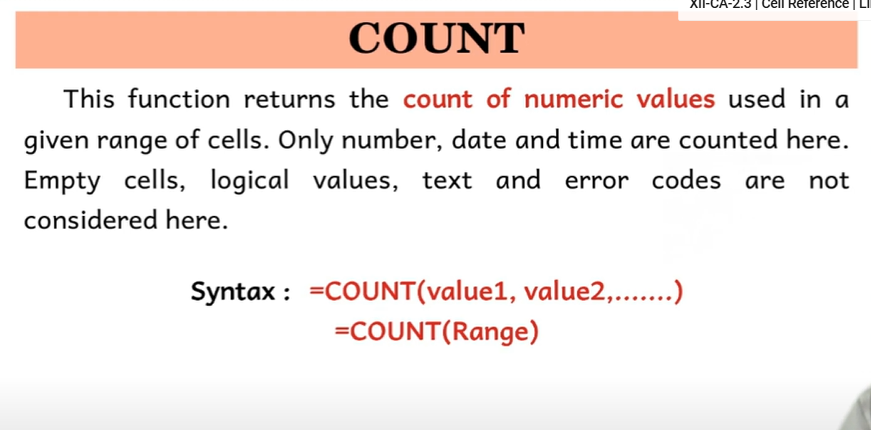 XII-CA-2.3 | Cell Reference |
COUNT
This function returns the count of numeric values used in a
given range of cells. Only number, date and time are counted here.
Empty cells, logical values, text and error codes are not
considered here.
Syntax : =COUNT(value1, value2,.......)
=COUNT(Range)